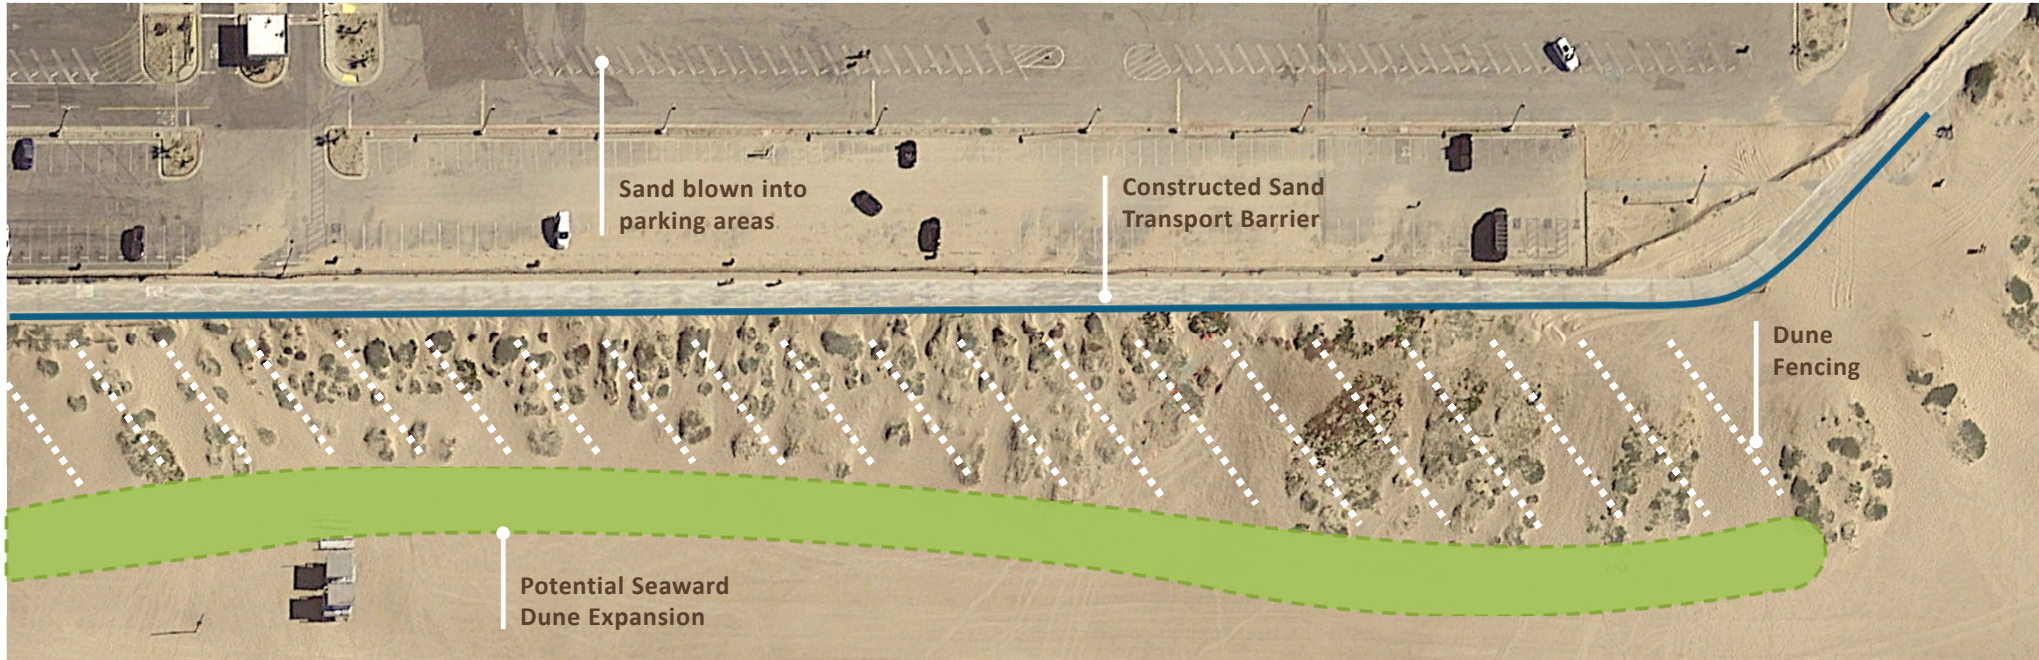 Sand blown into
parking areas
Constructed Sand
Transport Barrier
Dune
Fencing
Potential Seaward
Dune Expansion